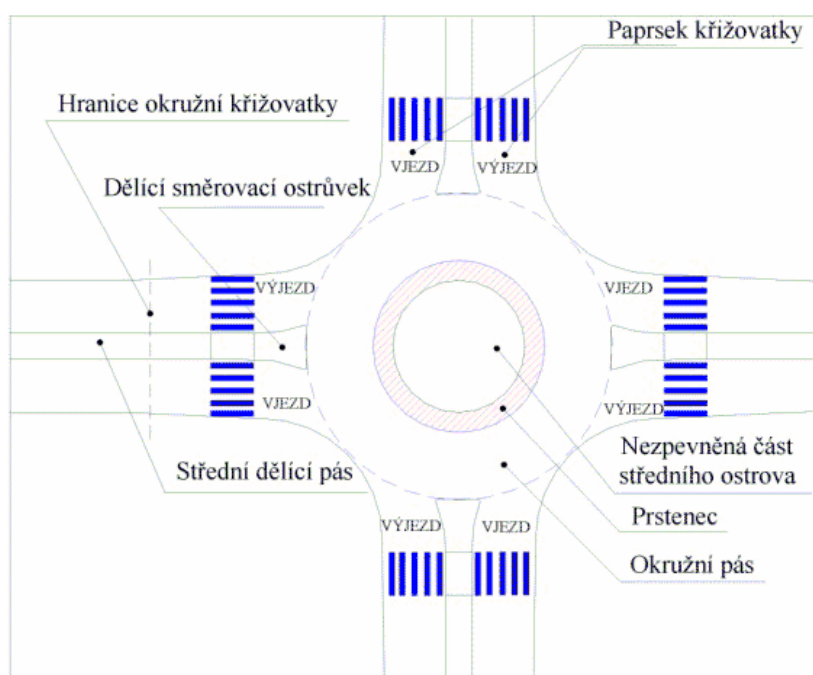 Paprsek křižovatky
Hranice okružní křižovatky
VJEZD
VÝJEZD
Dělící směrovací ostrůvek
VÝJEZD
VJEZD
VJEZD
VÝJEZD
Nezpevněná část
středního ostrova
Střední dělící pás
Prstenec
VÝJEZD
VJEZD
Okružní pás